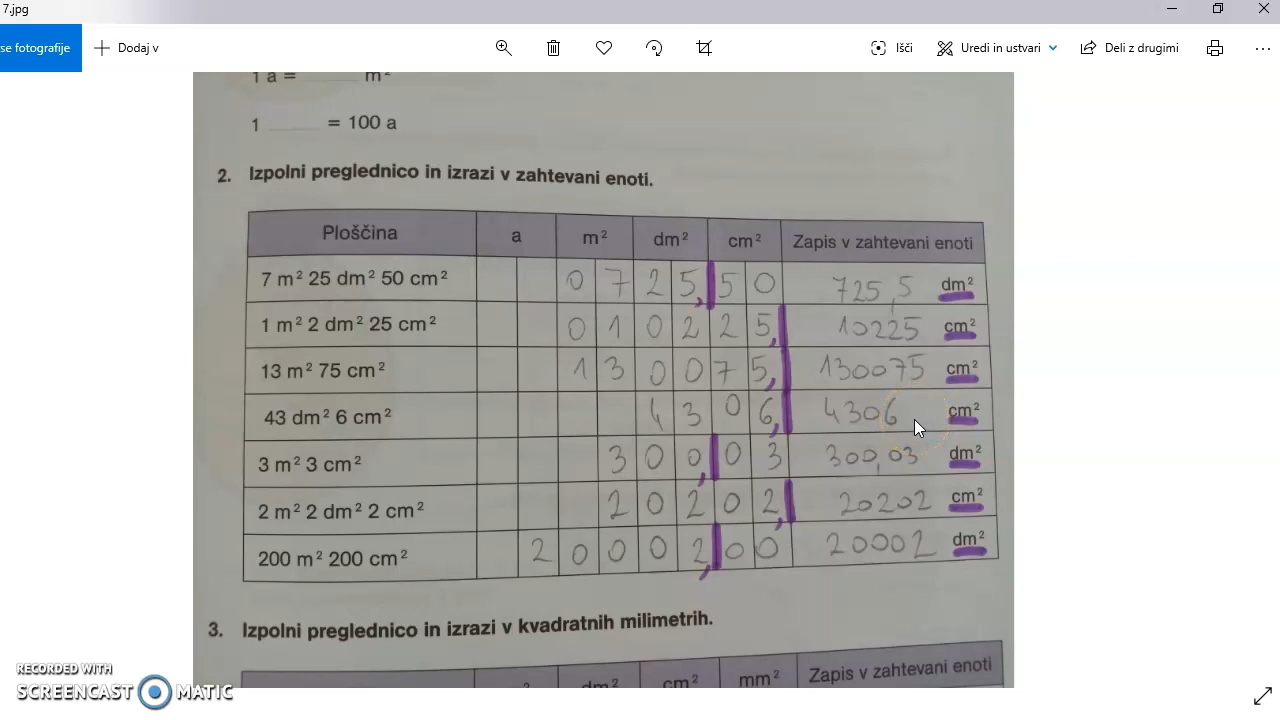 7.jpg
se fotografije
Dodaj v
Išči
Uredi in ustvari
Deli z drugimi
1 a = ____ m²
1 ____ = 100 a
2. Izpolni preglednico in izrazi v zahtevani enoti.
Ploščina a m² dm² cm² Zapis v zahtevani enoti
7 m² 25 dm² 50 cm² 0 7 2 5, 5 0 725,5 dm²
1 m² 2 dm² 25 cm² 0 1 0 2 2 5, 10225 cm²
13 m² 75 cm² 1 3 0 0 7 5, 130075 cm²
43 dm² 6 cm² 4 3 0 6, 4306 cm²
3 m² 3 cm² 3 0 0, 0 3 300,03 dm²
2 m² 2 dm² 2 cm² 2 0 2 0 2, 20202 cm²
200 m² 200 cm² 2 0 0 0 2, 0 0 20002 dm²
3. Izpolni preglednico in izrazi v kvadratnih milimetrih.
dm² cm² mm² Zapis v zahtevani enoti
RECORDED WITH
SCREENCAST MATIC